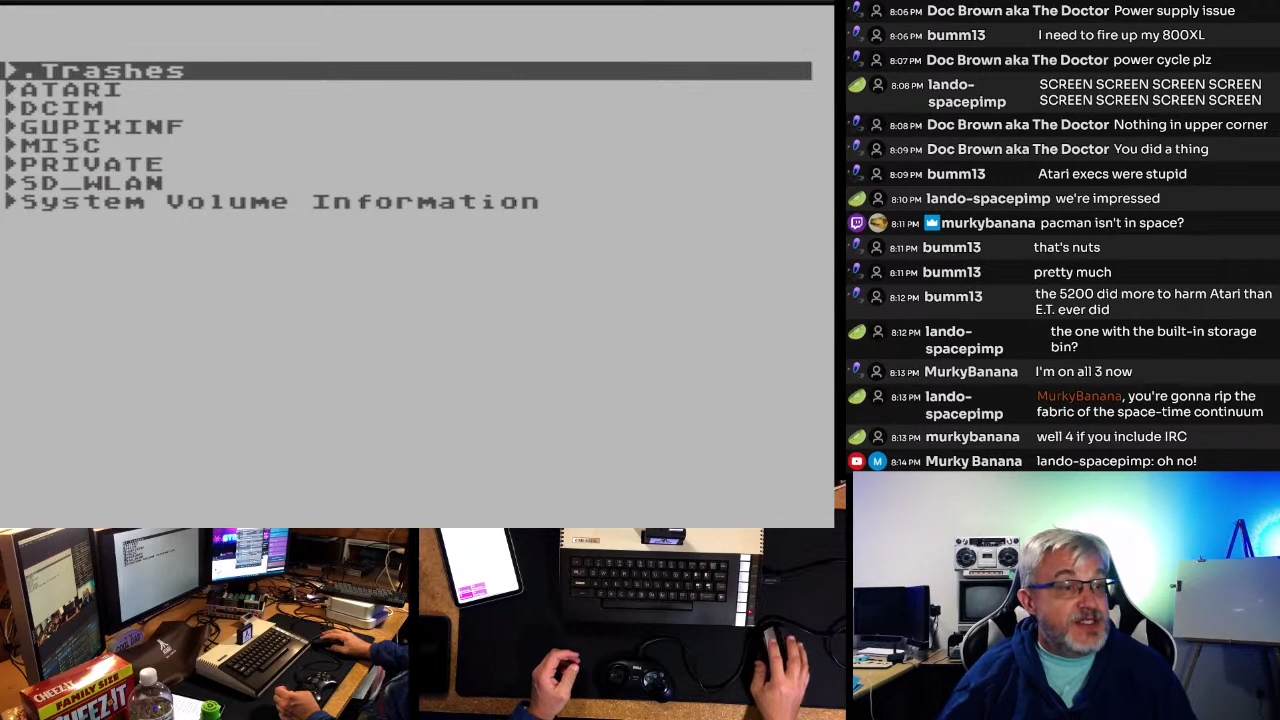 .Trashes
ATARI
DCIM
GUPIXINF
MISC
PRIVATE
SD_WLAN
System Volume Information
8:06 PM Doc Brown aka The Doctor Power supply issue
8:06 PM bumm13 I need to fire up my 800XL
8:07 PM Doc Brown aka The Doctor power cycle plz
8:08 PM lando-spacepimp SCREEN SCREEN SCREEN SCREEN
SCREEN SCREEN SCREEN SCREEN
8:08 PM Doc Brown aka The Doctor Nothing in upper corner
8:09 PM Doc Brown aka The Doctor You did a thing
8:09 PM bumm13 Atari execs were stupid
8:10 PM lando-spacepimp we're impressed
8:11 PM murkybanana pacman isn't in space?
8:11 PM bumm13 that's nuts
8:11 PM bumm13 pretty much
8:12 PM bumm13 the 5200 did more to harm Atari than
E.T. ever did
8:12 PM lando-spacepimp the one with the built-in storage
bin?
8:13 PM MurkyBanana I'm on all 3 now
8:13 PM lando-spacepimp MurkyBanana, you're gonna rip the
fabric of the space-time continuum
8:13 PM murkybanana well 4 if you include IRC
8:14 PM Murky Banana lando-spacepimp: oh no!
CHEEZ-IT
FAMILY SIZE
CHEEZ-IT